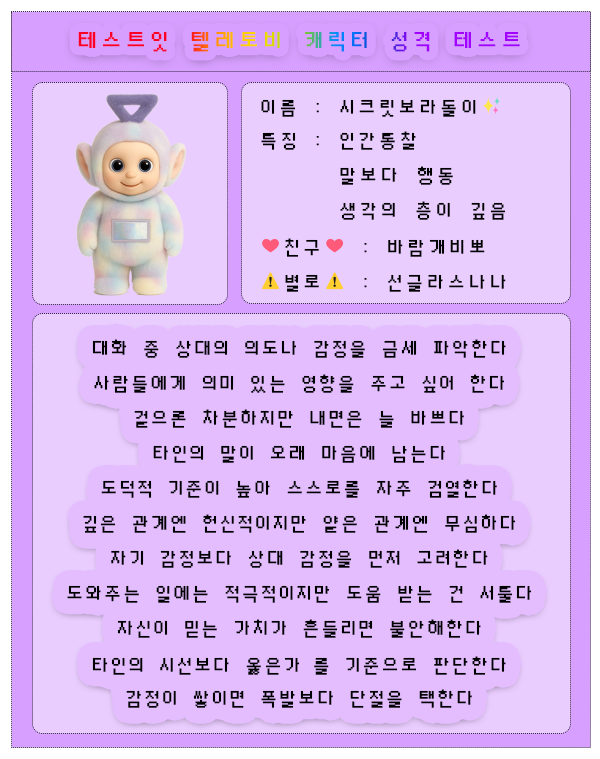 테스트잇 텔레토비 캐릭터 성격 테스트
이름 : 시크릿보라돌이✨
특징 : 인간통찰
말보다 행동
생각의 층이 깊음
❤️친구❤️ : 바람개비뽀
⚠️별로⚠️ : 선글라스나나
대화 중 상대의 의도나 감정을 금세 파악한다
사람들에게 의미 있는 영향을 주고 싶어 한다
겉으론 차분하지만 내면은 늘 바쁘다
타인의 말이 오래 마음에 남는다
도덕적 기준이 높아 스스로를 자주 검열한다
깊은 관계엔 헌신적이지만 얕은 관계엔 무심하다
자기 감정보다 상대 감정을 먼저 고려한다
도와주는 일에는 적극적이지만 도움 받는 건 서툴다
자신이 믿는 가치가 흔들리면 불안해한다
타인의 시선보다 옳은가 를 기준으로 판단한다
감정이 쌓이면 폭발보다 단절을 택한다